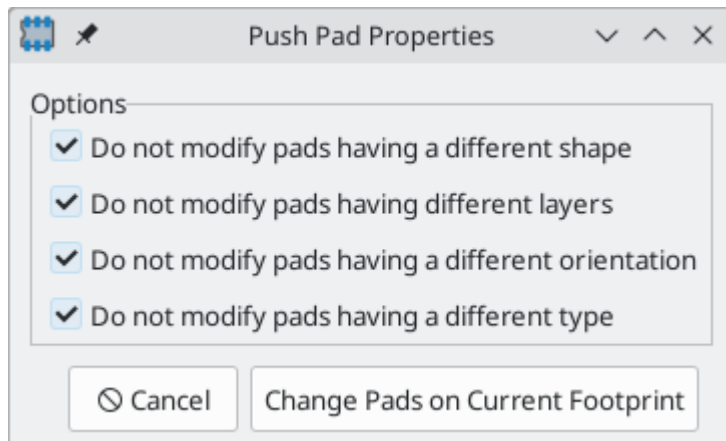 Push Pad Properties
Options
Do not modify pads having a different shape
Do not modify pads having different layers
Do not modify pads having a different orientation
Do not modify pads having a different type
Cancel
Change Pads on Current Footprint